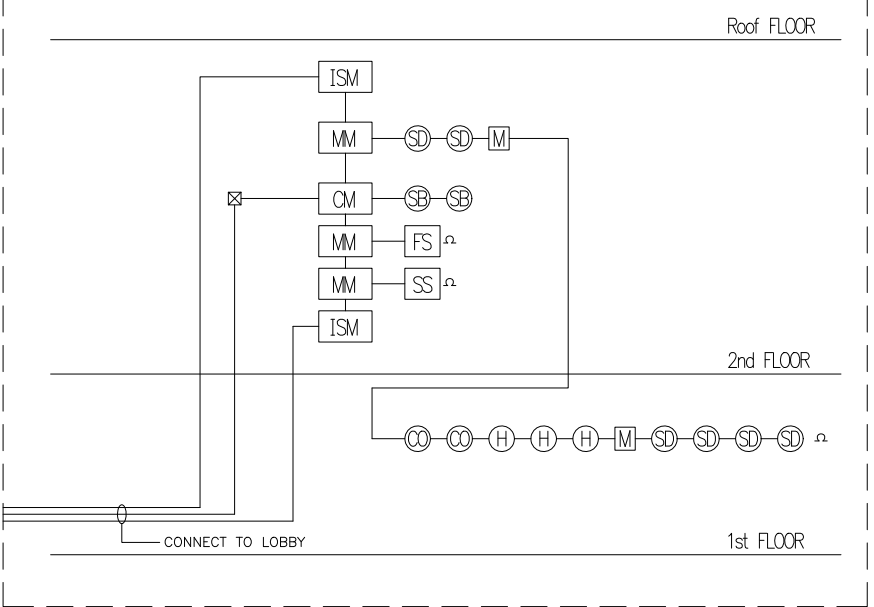 Roof FLOOR
ISM
MM SD SD M
CM SB SB
MM FS Ω
MM SS Ω
ISM
2nd FLOOR
CO CO H H H M SD SD SD SD Ω
CONNECT TO LOBBY
1st FLOOR